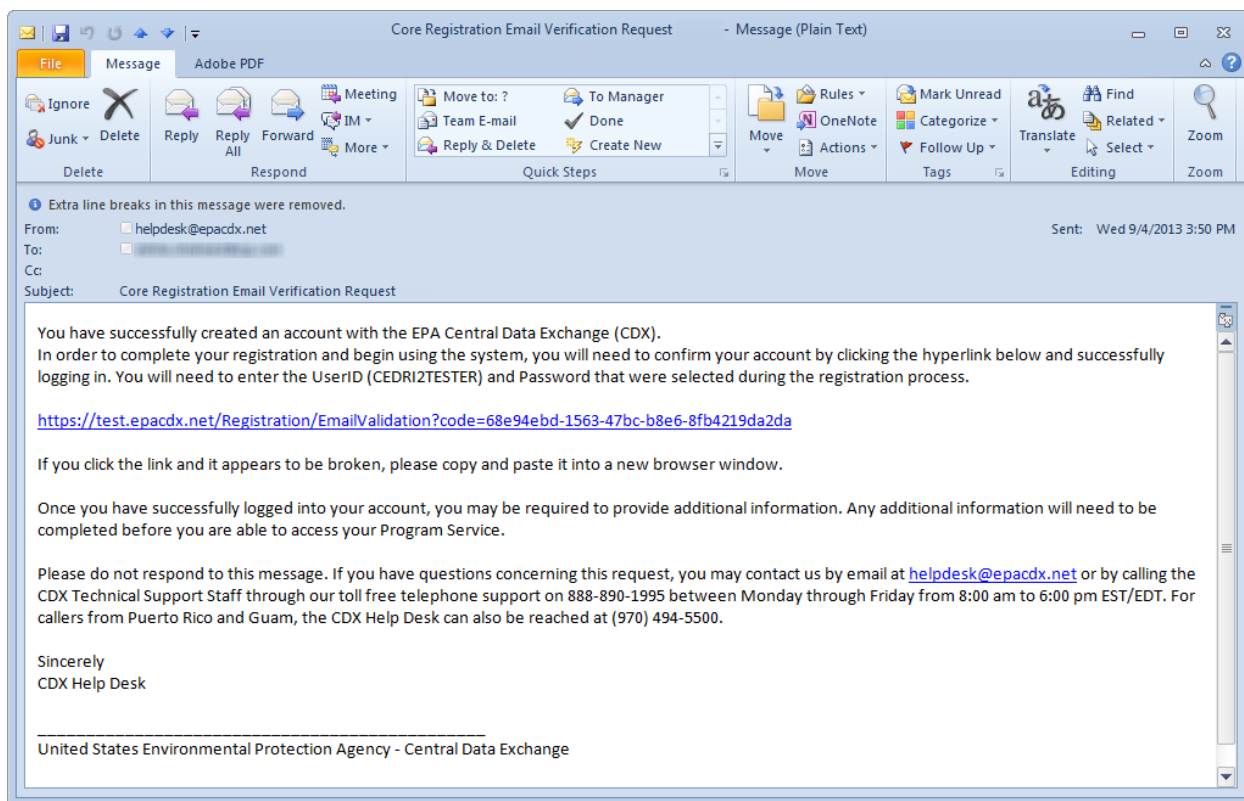 Core Registration Email Verification Request - Message (Plain Text)
File Message Adobe PDF
Ignore
Junk
Delete
Delete
Reply
Reply All
Forward
Meeting
IM
More
Respond
Move to: ?
Team E-mail
Reply & Delete
To Manager
Done
Create New
Quick Steps
Move
Rules
OneNote
Actions
Move
Mark Unread
Categorize
Follow Up
Tags
Translate
Find
Related
Select
Editing
Zoom
Zoom
Extra line breaks in this message were removed.
From: helpdesk@epacdx.net Sent: Wed 9/4/2013 3:50 PM
To:
Cc:
Subject: Core Registration Email Verification Request
You have successfully created an account with the EPA Central Data Exchange (CDX).
In order to complete your registration and begin using the system, you will need to confirm your account by clicking the hyperlink below and successfully
logging in. You will need to enter the UserID (CEDRI2TESTER) and Password that were selected during the registration process.
https://test.epacdx.net/Registration/EmailValidation?code=68e94ebd-1563-47bc-b8e6-8fb4219da2da
If you click the link and it appears to be broken, please copy and paste it into a new browser window.
Once you have successfully logged into your account, you may be required to provide additional information. Any additional information will need to be
completed before you are able to access your Program Service.
Please do not respond to this message. If you have questions concerning this request, you may contact us by email at helpdesk@epacdx.net or by calling the
CDX Technical Support Staff through our toll free telephone support on 888-890-1995 between Monday through Friday from 8:00 am to 6:00 pm EST/EDT. For
callers from Puerto Rico and Guam, the CDX Help Desk can also be reached at (970) 494-5500.
Sincerely
CDX Help Desk
United States Environmental Protection Agency - Central Data Exchange